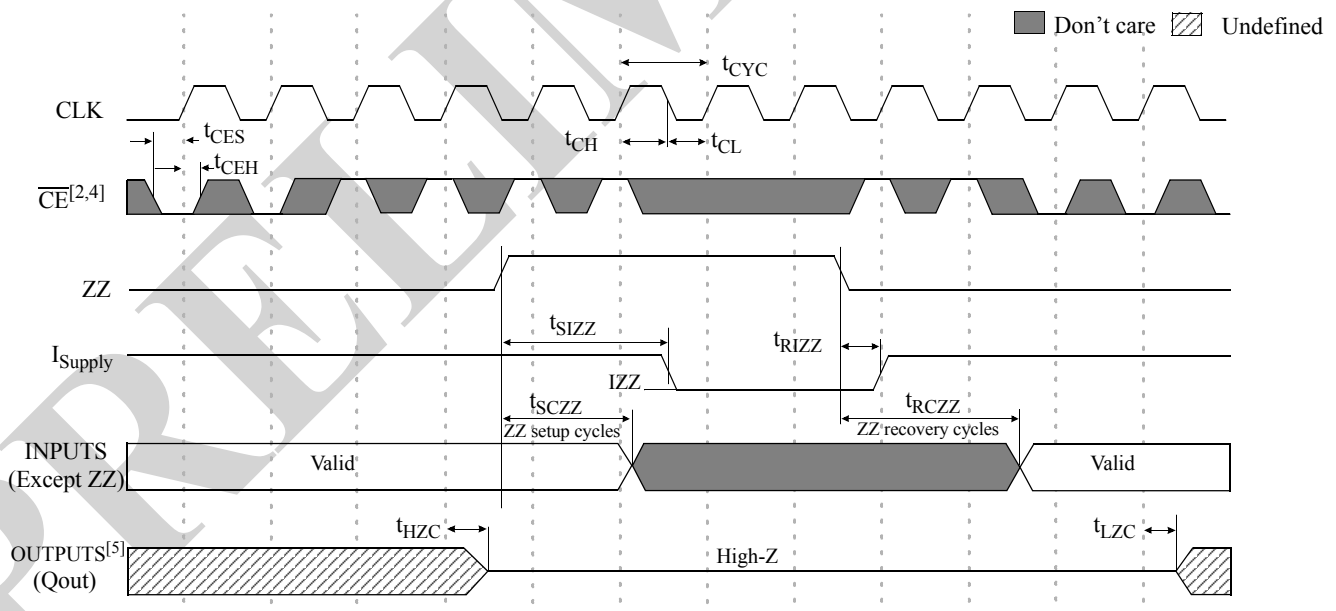 Don't care
Undefined
tCYC
CLK
tCES
tCH
tCL
tCEH
CE[2,4]
ZZ
tSIZZ
tRIZZ
ISupply
IZZ
tSCZZ
tRCZZ
ZZ setup cycles
ZZ recovery cycles
INPUTS
(Except ZZ)
Valid
Valid
tHZC
tLZC
OUTPUTS[5]
(Qout)
High-Z